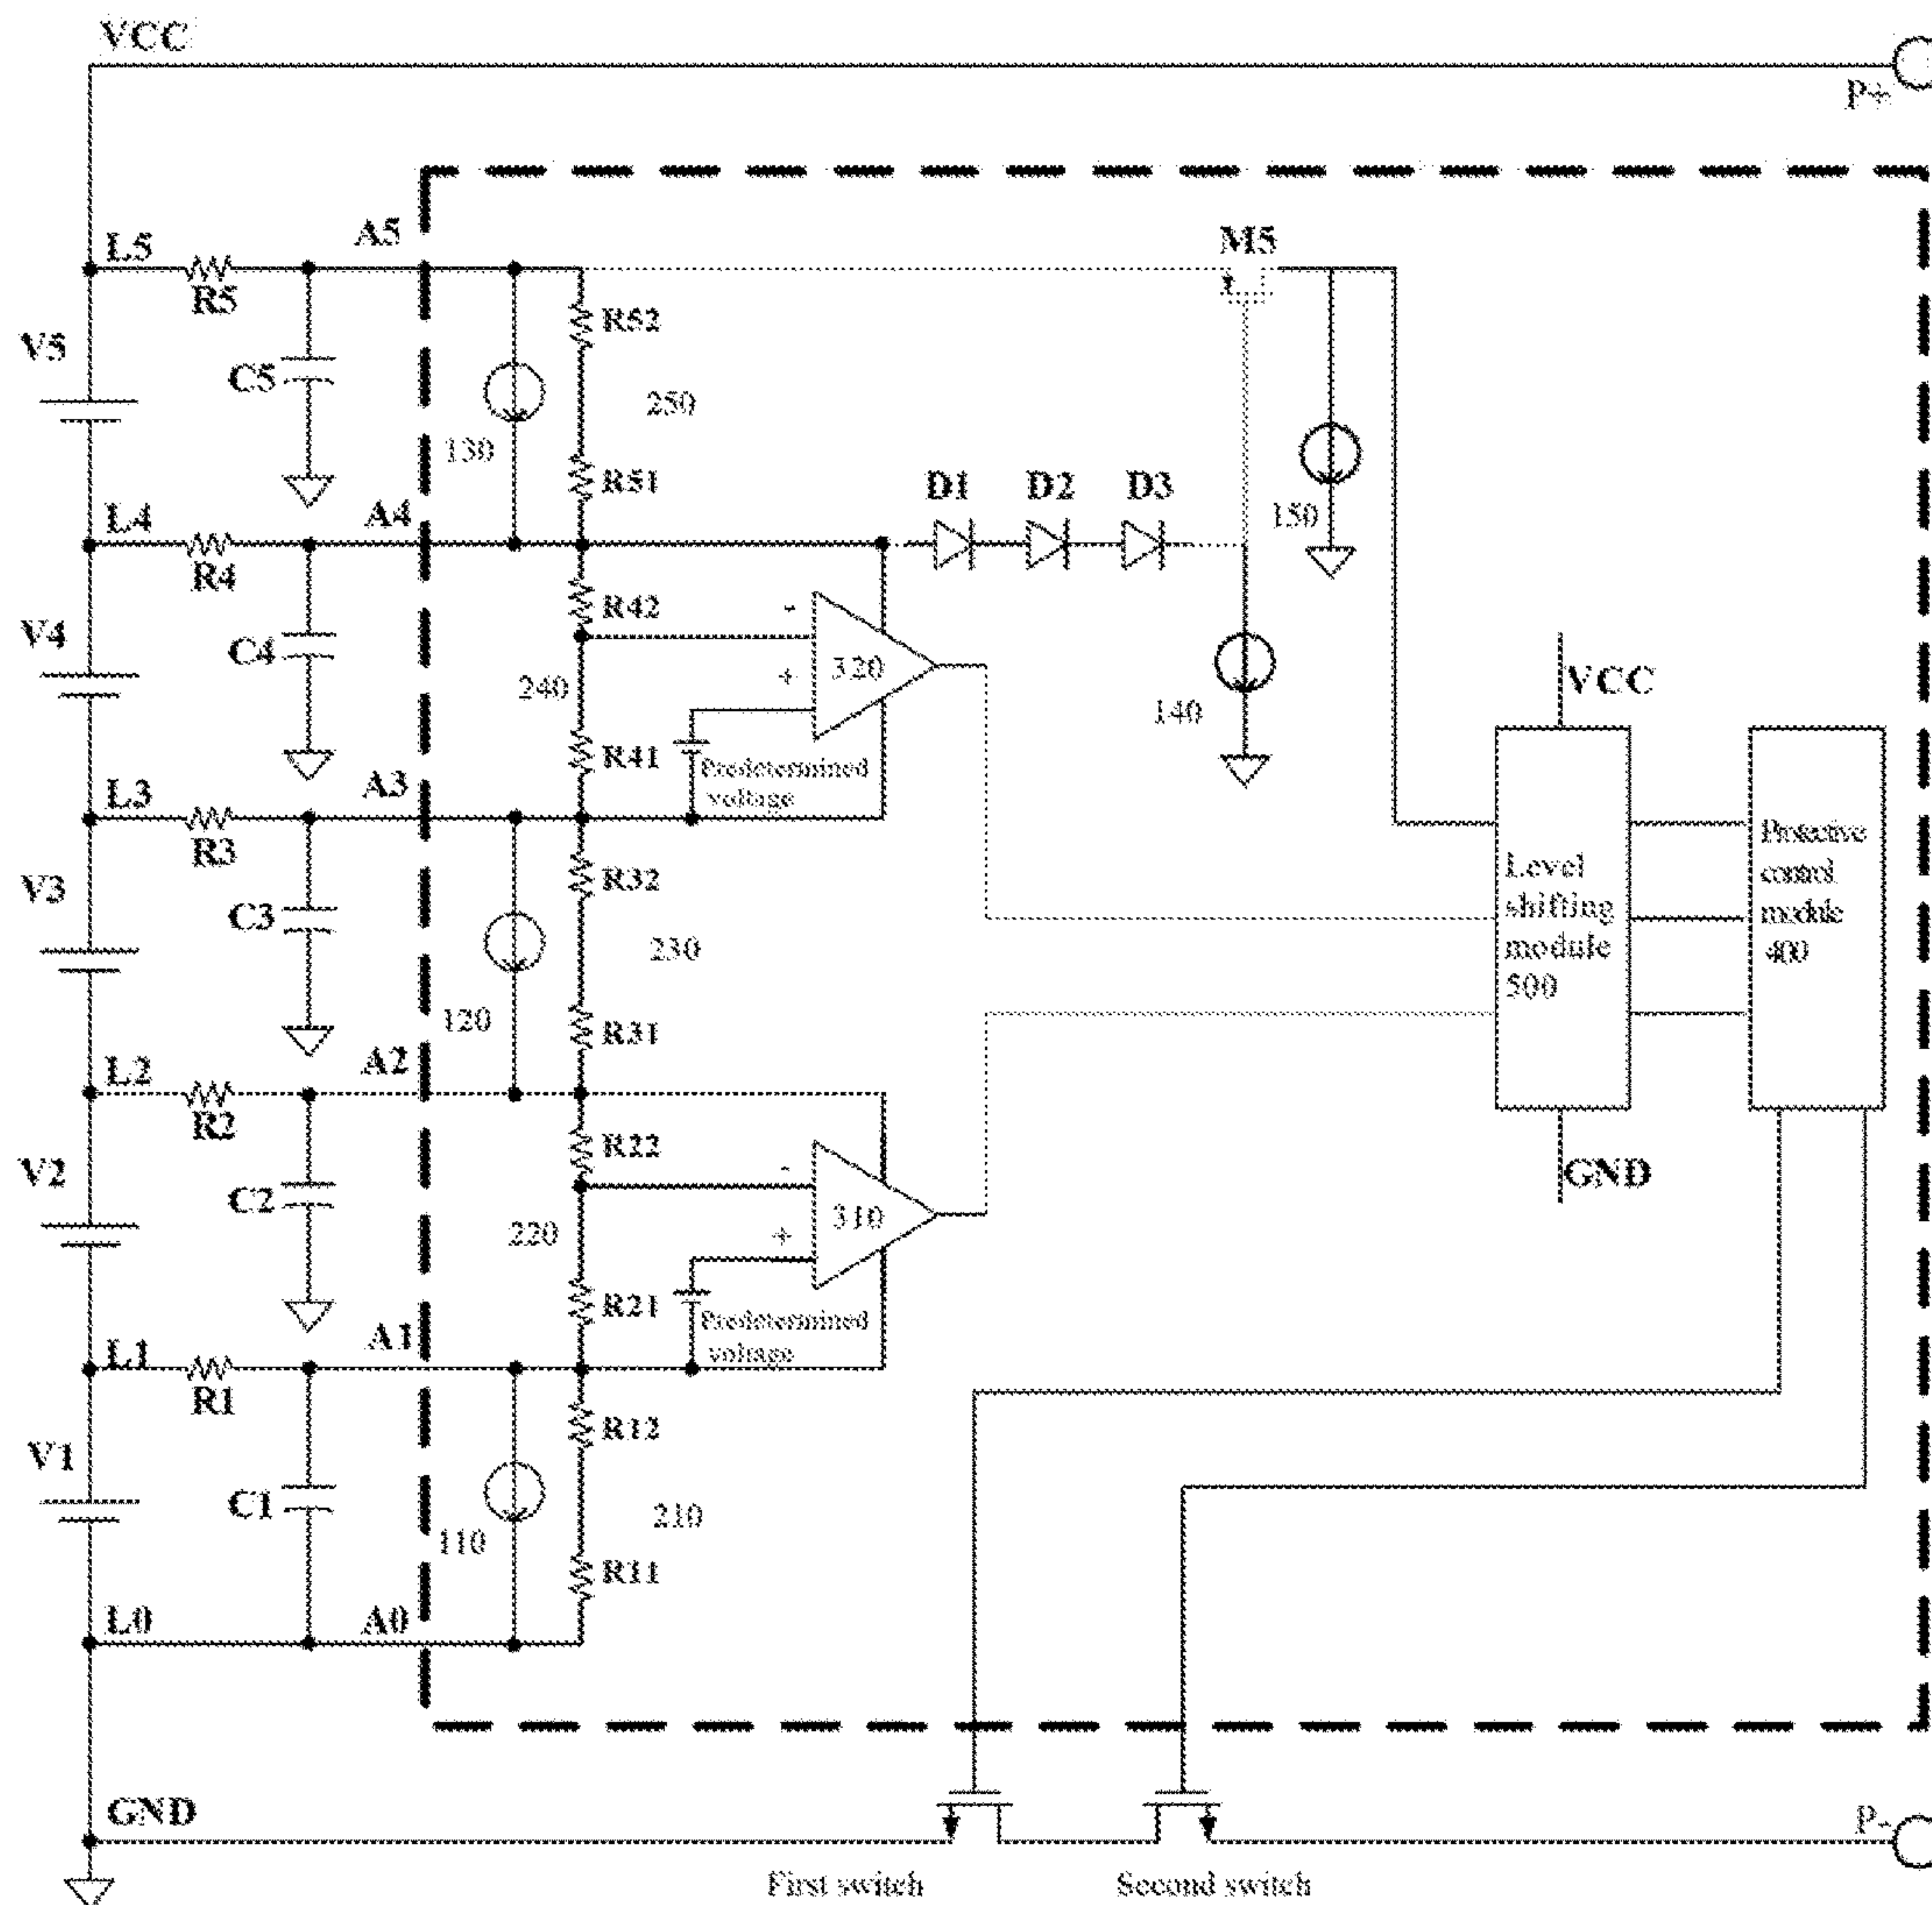 VCC
P+
L5
A5
M5
R5
R52
V5
C5
250
130
R51
D1
D2
D3
150
L4
A4
R4
R42
-
V4
C4
320
240
+
140
VCC
R41
Predetermined
voltage
L3
A3
R3
R32
V3
C3
230
120
R31
Level
shifting
module
500
Protective
control
module
400
L2
A2
R2
R22
-
V2
C2
310
220
+
GND
R21
Predetermined
voltage
L1
A1
R1
R12
V1
C1
210
110
R11
L0
A0
GND
P-
First switch
Second switch